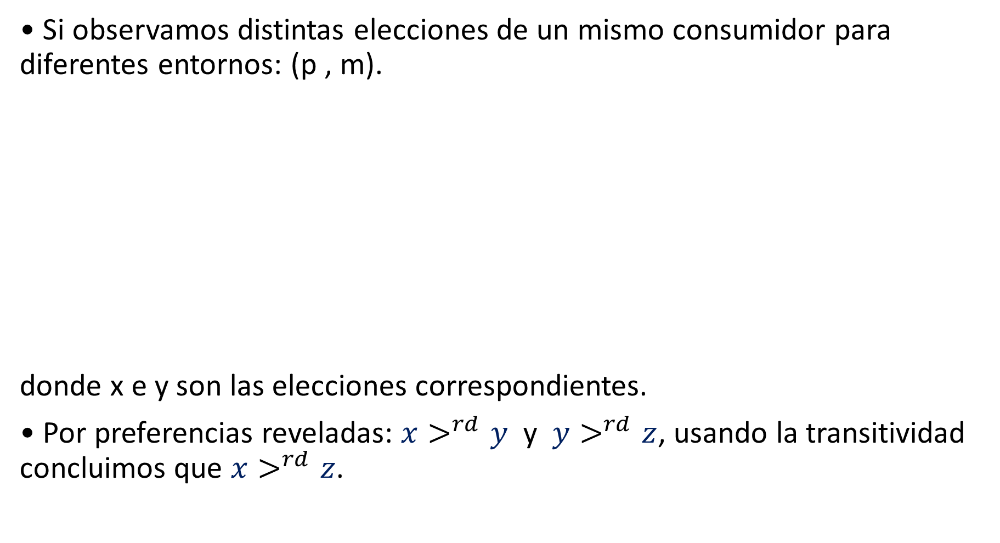 • Si observamos distintas elecciones de un mismo consumidor para
diferentes entornos: (p , m).
donde x e y son las elecciones correspondientes.
• Por preferencias reveladas: x >^{rd} y y y >^{rd} z, usando la transitividad
concluimos que x >^{rd} z.